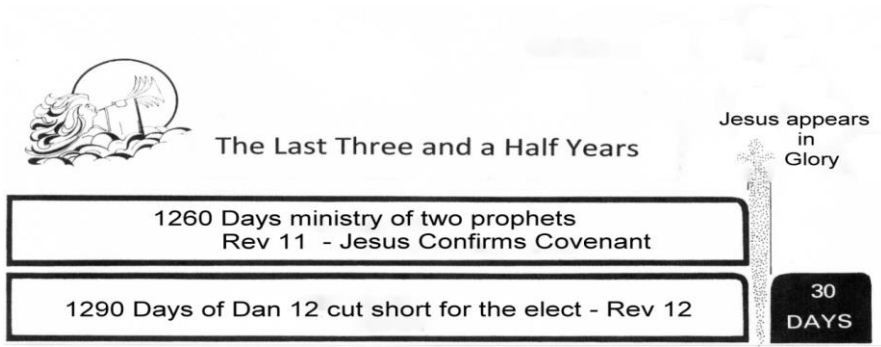 Jesus appears
in
Glory
The Last Three and a Half Years
1260 Days ministry of two prophets
Rev 11 - Jesus Confirms Covenant
1290 Days of Dan 12 cut short for the elect - Rev 12
30
DAYS